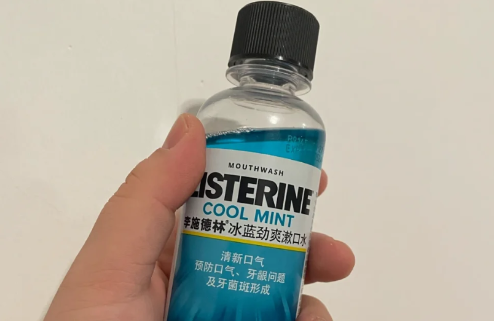 MOUTHWASH
LISTERINE
COOL MINT
李施德林®冰蓝劲爽漱口水
清新口气
预防口气、牙龈问题
及牙菌斑形成